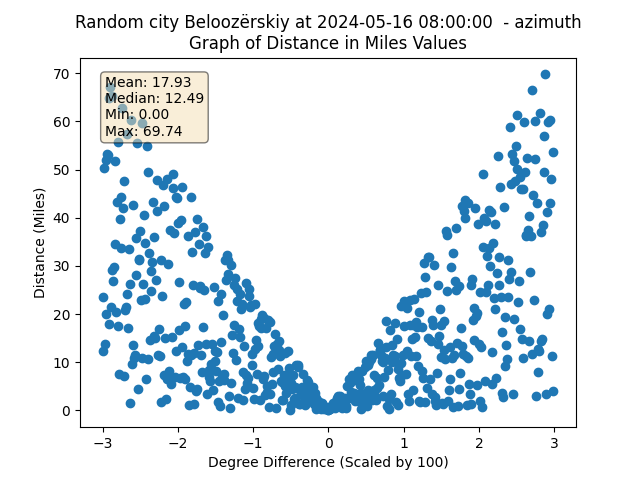 Random city Beloozërskiy at 2024-05-16 08:00:00  - azimuth
Graph of Distance in Miles Values
Mean: 17.93
Median: 12.49
Min: 0.00
Max: 69.74
Distance (Miles)
70
60
50
40
30
20
10
0
−3 −2 −1 0 1 2 3
Degree Difference (Scaled by 100)